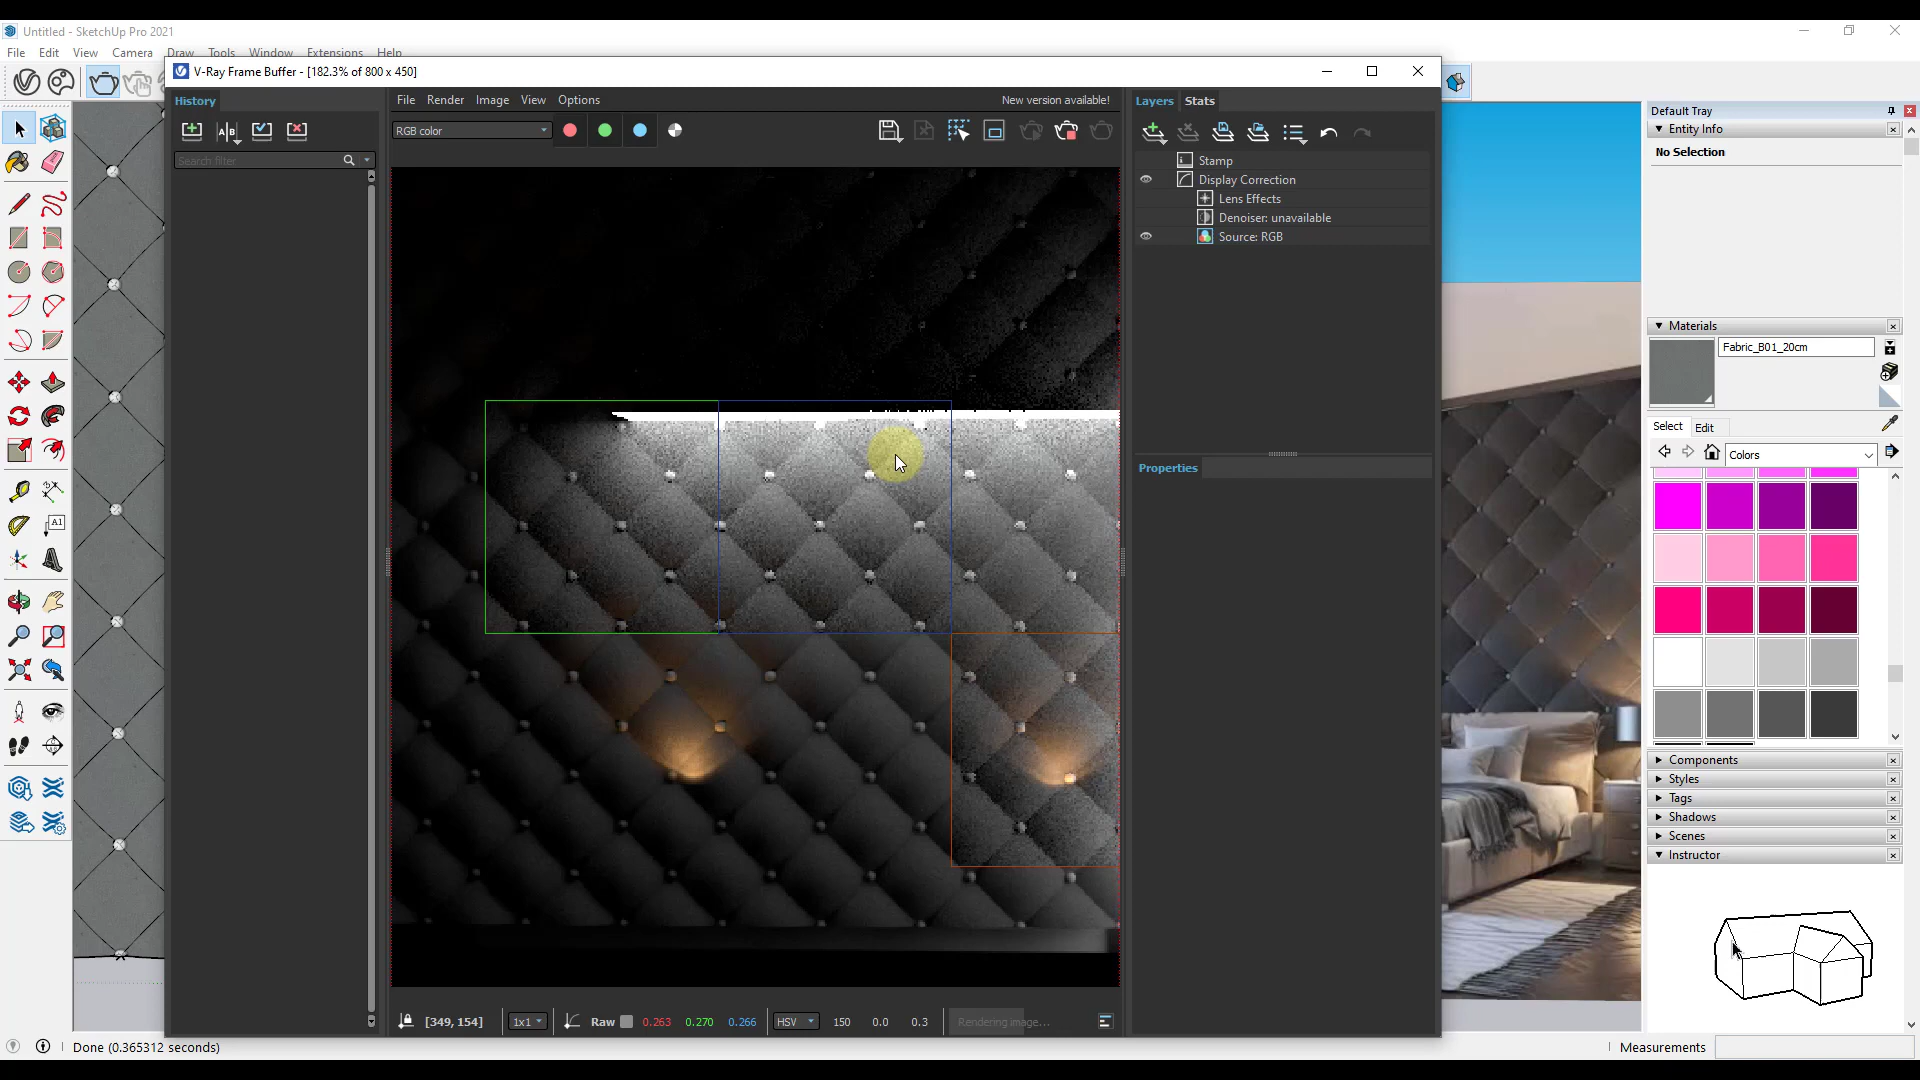 Untitled - SketchUp Pro 2021
File Edit View Camera Draw Tools Window Extensions Help
V-Ray Frame Buffer - [182.3% of 800 x 450]
History
File Render Image View Options
New version available!
Layers Stats
RGB color
A B
Search filter
Stamp
Display Correction
Lens Effects
Denoiser: unavailable
Source: RGB
Properties
[349, 154]
1x1
Raw
0.263
0.270
0.266
HSV
150
0.0
0.3
Rendering image...
Default Tray
Entity Info
No Selection
Materials
Fabric_B01_20cm
Select Edit
Colors
Components
Styles
Tags
Shadows
Scenes
Instructor
A1
Done (0.365312 seconds)
Measurements